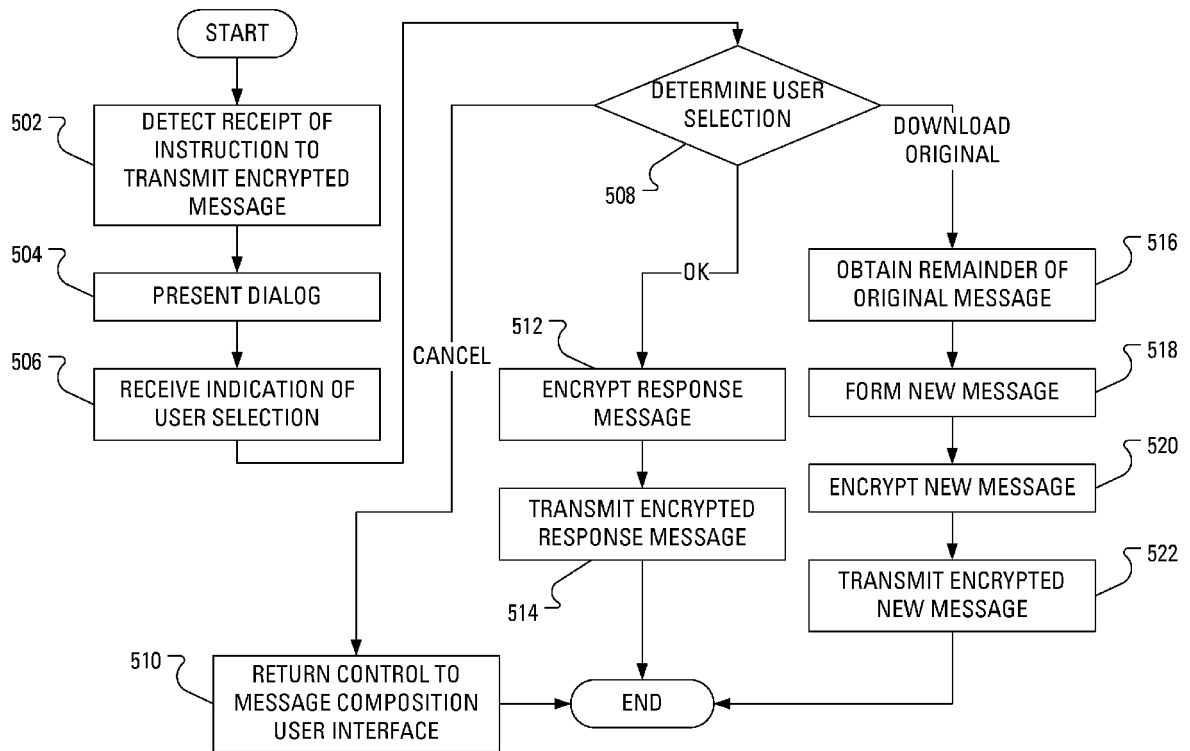 START
502
DETECT RECEIPT OF
INSTRUCTION TO
TRANSMIT ENCRYPTED
MESSAGE
504
PRESENT DIALOG
506
RECEIVE INDICATION OF
USER SELECTION
DETERMINE USER
SELECTION
508
CANCEL
OK
DOWNLOAD
ORIGINAL
510
RETURN CONTROL TO
MESSAGE COMPOSITION
USER INTERFACE
512
ENCRYPT RESPONSE
MESSAGE
TRANSMIT ENCRYPTED
RESPONSE MESSAGE
514
516
OBTAIN REMAINDER OF
ORIGINAL MESSAGE
518
FORM NEW MESSAGE
520
ENCRYPT NEW MESSAGE
522
TRANSMIT ENCRYPTED
NEW MESSAGE
END